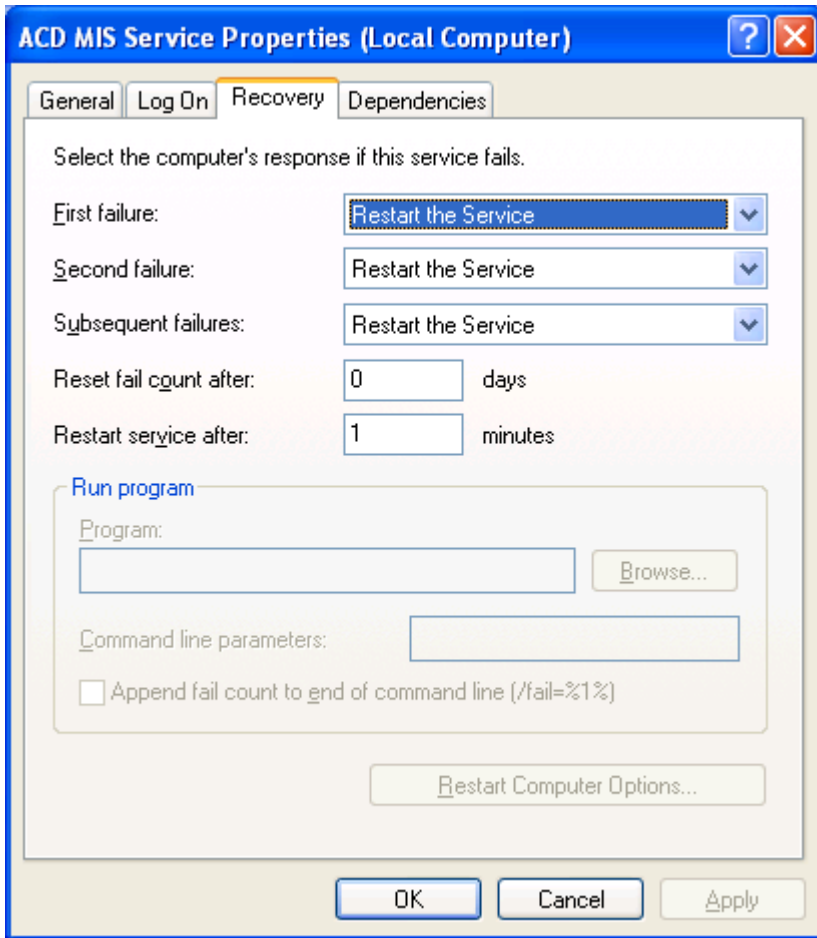 ACD MIS Service Properties (Local Computer)
General Log On Recovery Dependencies
Select the computer's response if this service fails.
First failure: Restart the Service
Second failure: Restart the Service
Subsequent failures: Restart the Service
Reset fail count after: 0 days
Restart service after: 1 minutes
Run program
Program:
Browse...
Command line parameters:
Append fail count to end of command line (/fail=%1%)
Restart Computer Options...
OK Cancel Apply